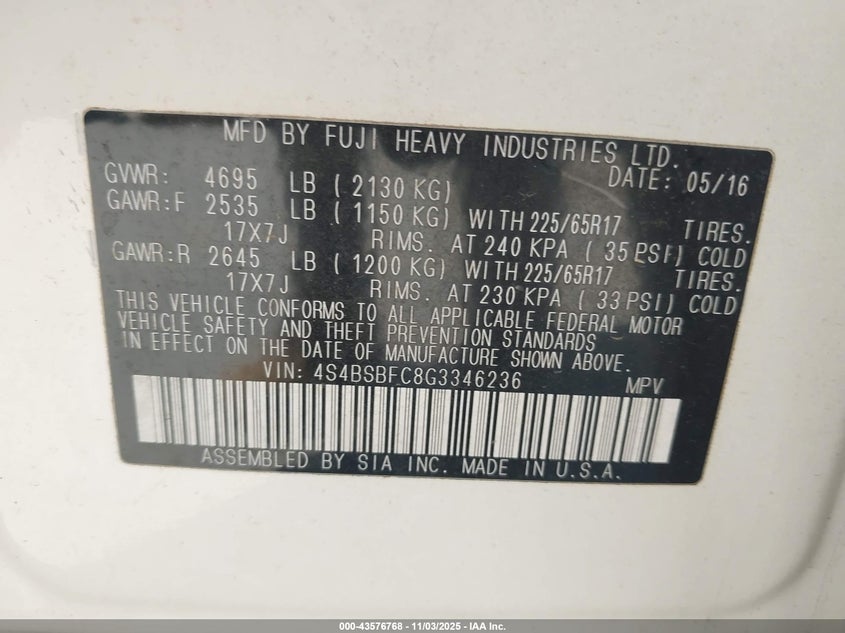 MFD BY FUJI HEAVY INDUSTRIES LTD.
GVWR: 4695 LB ( 2130 KG) DATE: 05/16
GAWR:F 2535 LB ( 1150 KG) WITH 225/65R17 TIRES.
17X7J RIMS. AT 240 KPA ( 35 PSI) COLD
GAWR:R 2645 LB ( 1200 KG) WITH 225/65R17 TIRES.
17X7J RIMS. AT 230 KPA ( 33 PSI) COLD
THIS VEHICLE CONFORMS TO ALL APPLICABLE FEDERAL MOTOR
VEHICLE SAFETY AND THEFT PREVENTION STANDARDS
IN EFFECT ON THE DATE OF MANUFACTURE SHOWN ABOVE.
VIN: 4S4BSBFC8G3346236 MPV
ASSEMBLED BY SIA INC. MADE IN U.S.A.
000-43576768 - 11/03/2025 - IAA Inc.